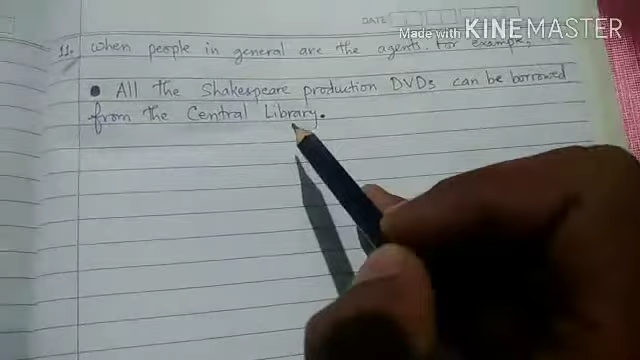 DATE
Made with KINEMASTER
11. When people in general are the agents. For example,
• All the Shakespeare production DVDs can be borrowed
from the Central Library.